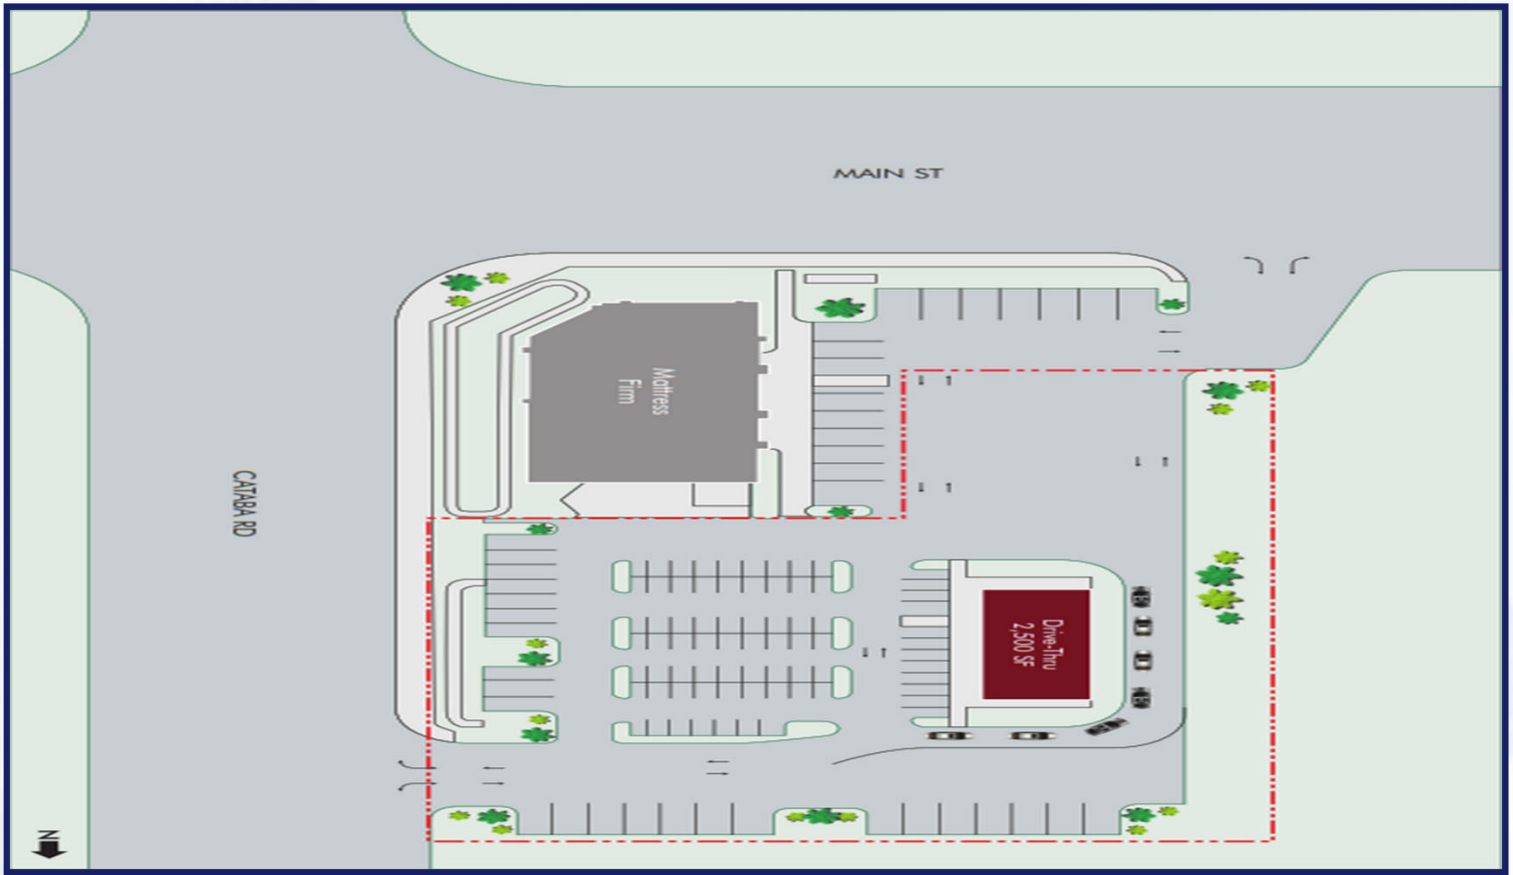 MAIN ST
Mattress
Firm
CATABA RD
Drive-Thru
2,500 SF
N